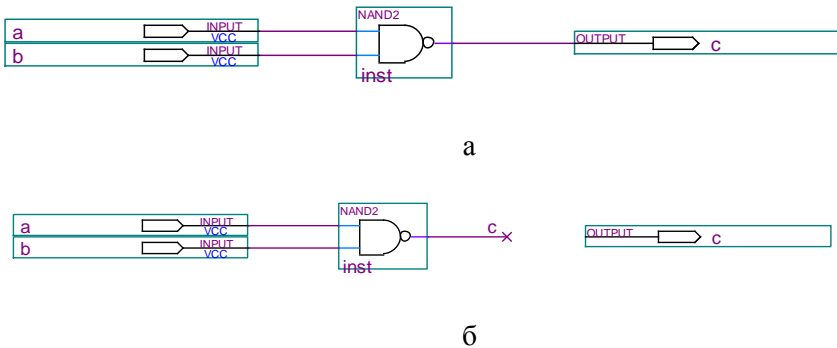 NAND2
a INPUT
VCC
OUTPUT c
b INPUT
VCC
inst
а
NAND2
a INPUT
VCC
c
OUTPUT c
b INPUT
VCC
inst
б